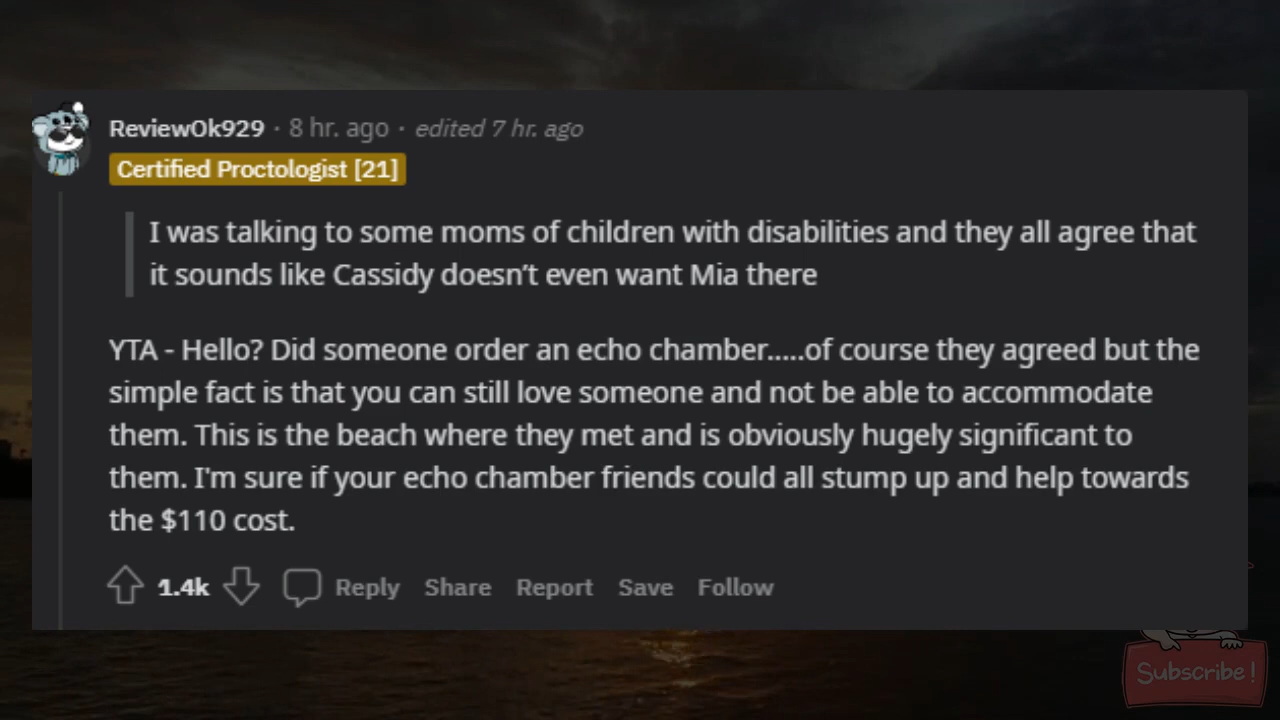 ReviewOk929 · 8 hr. ago · edited 7 hr. ago
Certified Proctologist [21]
I was talking to some moms of children with disabilities and they all agree that
it sounds like Cassidy doesn’t even want Mia there
YTA - Hello? Did someone order an echo chamber.....of course they agreed but the
simple fact is that you can still love someone and not be able to accommodate
them. This is the beach where they met and is obviously hugely significant to
them. I'm sure if your echo chamber friends could all stump up and help towards
the $110 cost.
1.4k Reply Share Report Save Follow
Subscribe!